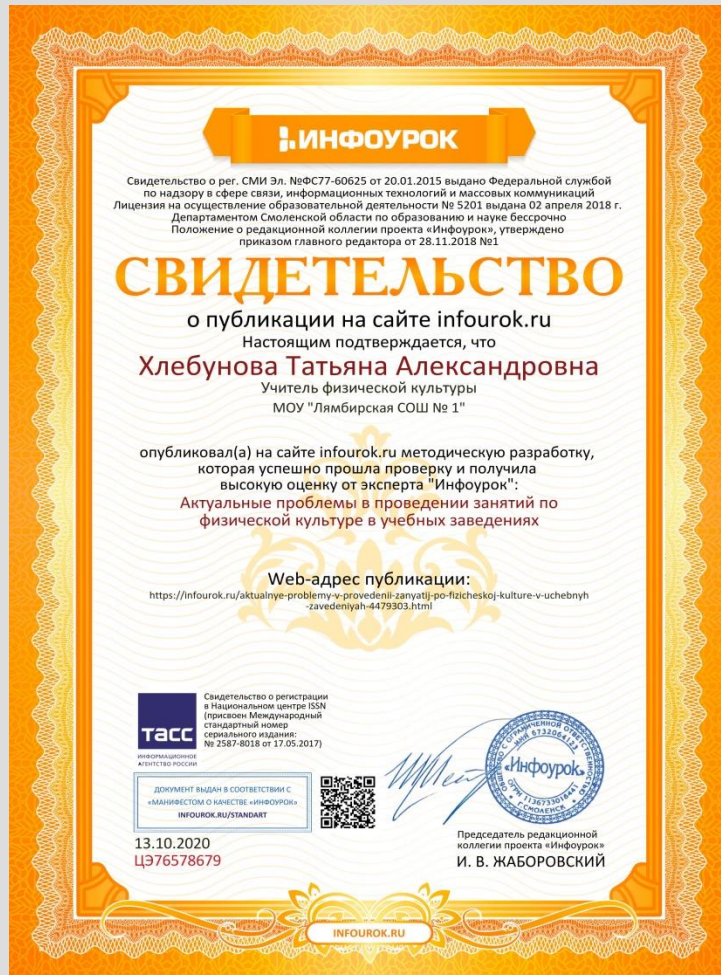 ИНФОУРОК
Свидетельство о рег. СМИ Эл. №ФС77-60625 от 20.01.2015 выдано Федеральной службой
по надзору в сфере связи, информационных технологий и массовых коммуникаций
Лицензия на осуществление образовательной деятельности № 5201 выдана 02 апреля 2018 г.
Департаментом Смоленской области по образованию и науке бессрочно
Положение о редакционной коллегии проекта «Инфоурок», утверждено
приказом главного редактора от 28.11.2018 №1
СВИДЕТЕЛЬСТВО
о публикации на сайте infourok.ru
Настоящим подтверждается, что
Хлебунова Татьяна Александровна
Учитель физической культуры
МОУ "Лямбирская СОШ № 1"
опубликовал(а) на сайте infourok.ru методическую разработку,
которая успешно прошла проверку и получила
высокую оценку от эксперта "Инфоурок":
Актуальные проблемы в проведении занятий по
физической культуре в учебных заведениях
Web-адрес публикации:
https://infourok.ru/aktualnye-problemy-v-provedenii-zanyatij-po-fizicheskoj-kulture-v-uchebnyh
-zavedeniyah-4479303.html
тасс
ИНФОРМАЦИОННОЕ
АГЕНТСТВО РОССИИ
Свидетельство о регистрации
в Национальном центре ISSN
(присвоен Международный
стандартный номер
сериального издания:
№ 2587-8018 от 17.05.2017)
ДОКУМЕНТ ВЫДАН В СООТВЕТСТВИИ С
«МАНИФЕСТОМ О КАЧЕСТВЕ «ИНФОУРОК»
INFOUROK.RU/STANDART
13.10.2020
ЦЭ76578679
ОБЩЕСТВО С ОГРАНИЧЕННОЙ ОТВЕТСТВЕННОСТЬЮ
ИНН 6732064123
«Инфоурок»
Г.СМОЛЕНСК
Председатель редакционной
коллегии проекта «Инфоурок»
И. В. ЖАБОРОВСКИЙ
INFOUROK.RU